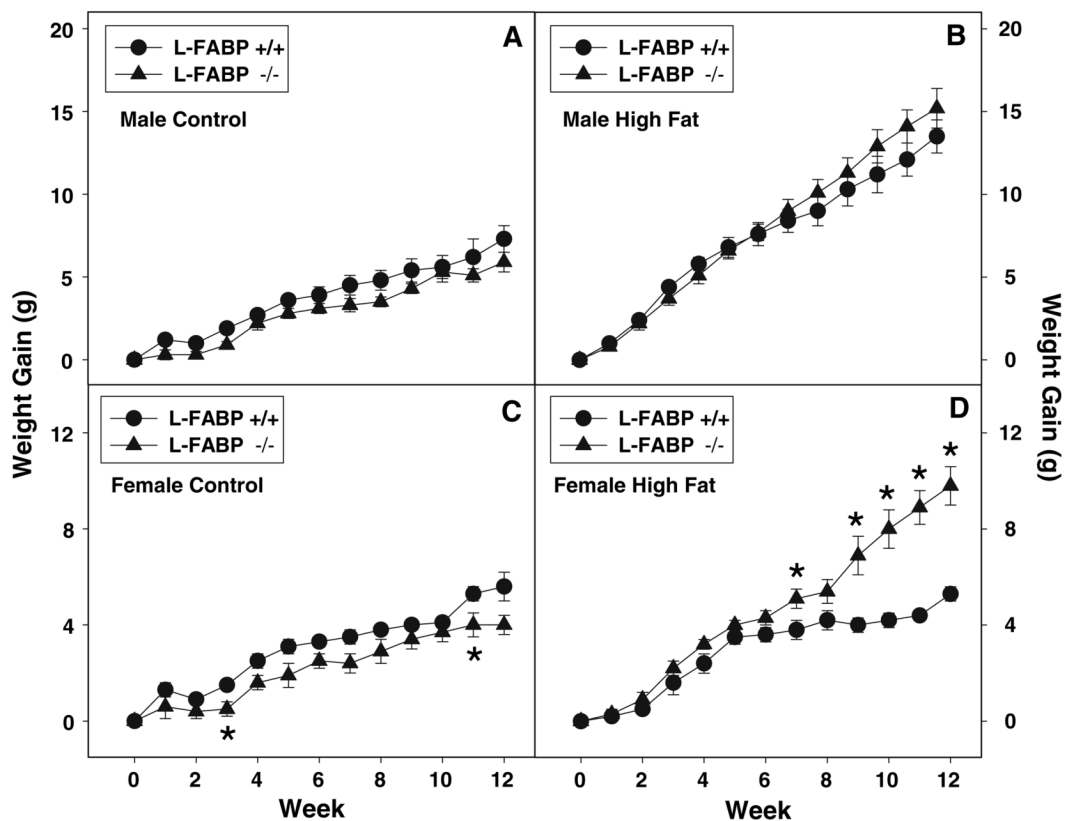 A
L-FABP +/+
L-FABP -/-
Male Control
B
L-FABP +/+
L-FABP -/-
Male High Fat
20
15
10
5
0
20
15
10
5
0
Weight Gain (g)
Weight Gain (g)
C
L-FABP +/+
L-FABP -/-
Female Control
*
*
D
L-FABP +/+
L-FABP -/-
Female High Fat
* * * * *
12
8
4
0
12
8
4
0
0 2 4 6 8 10 12
Week
0 2 4 6 8 10 12
Week